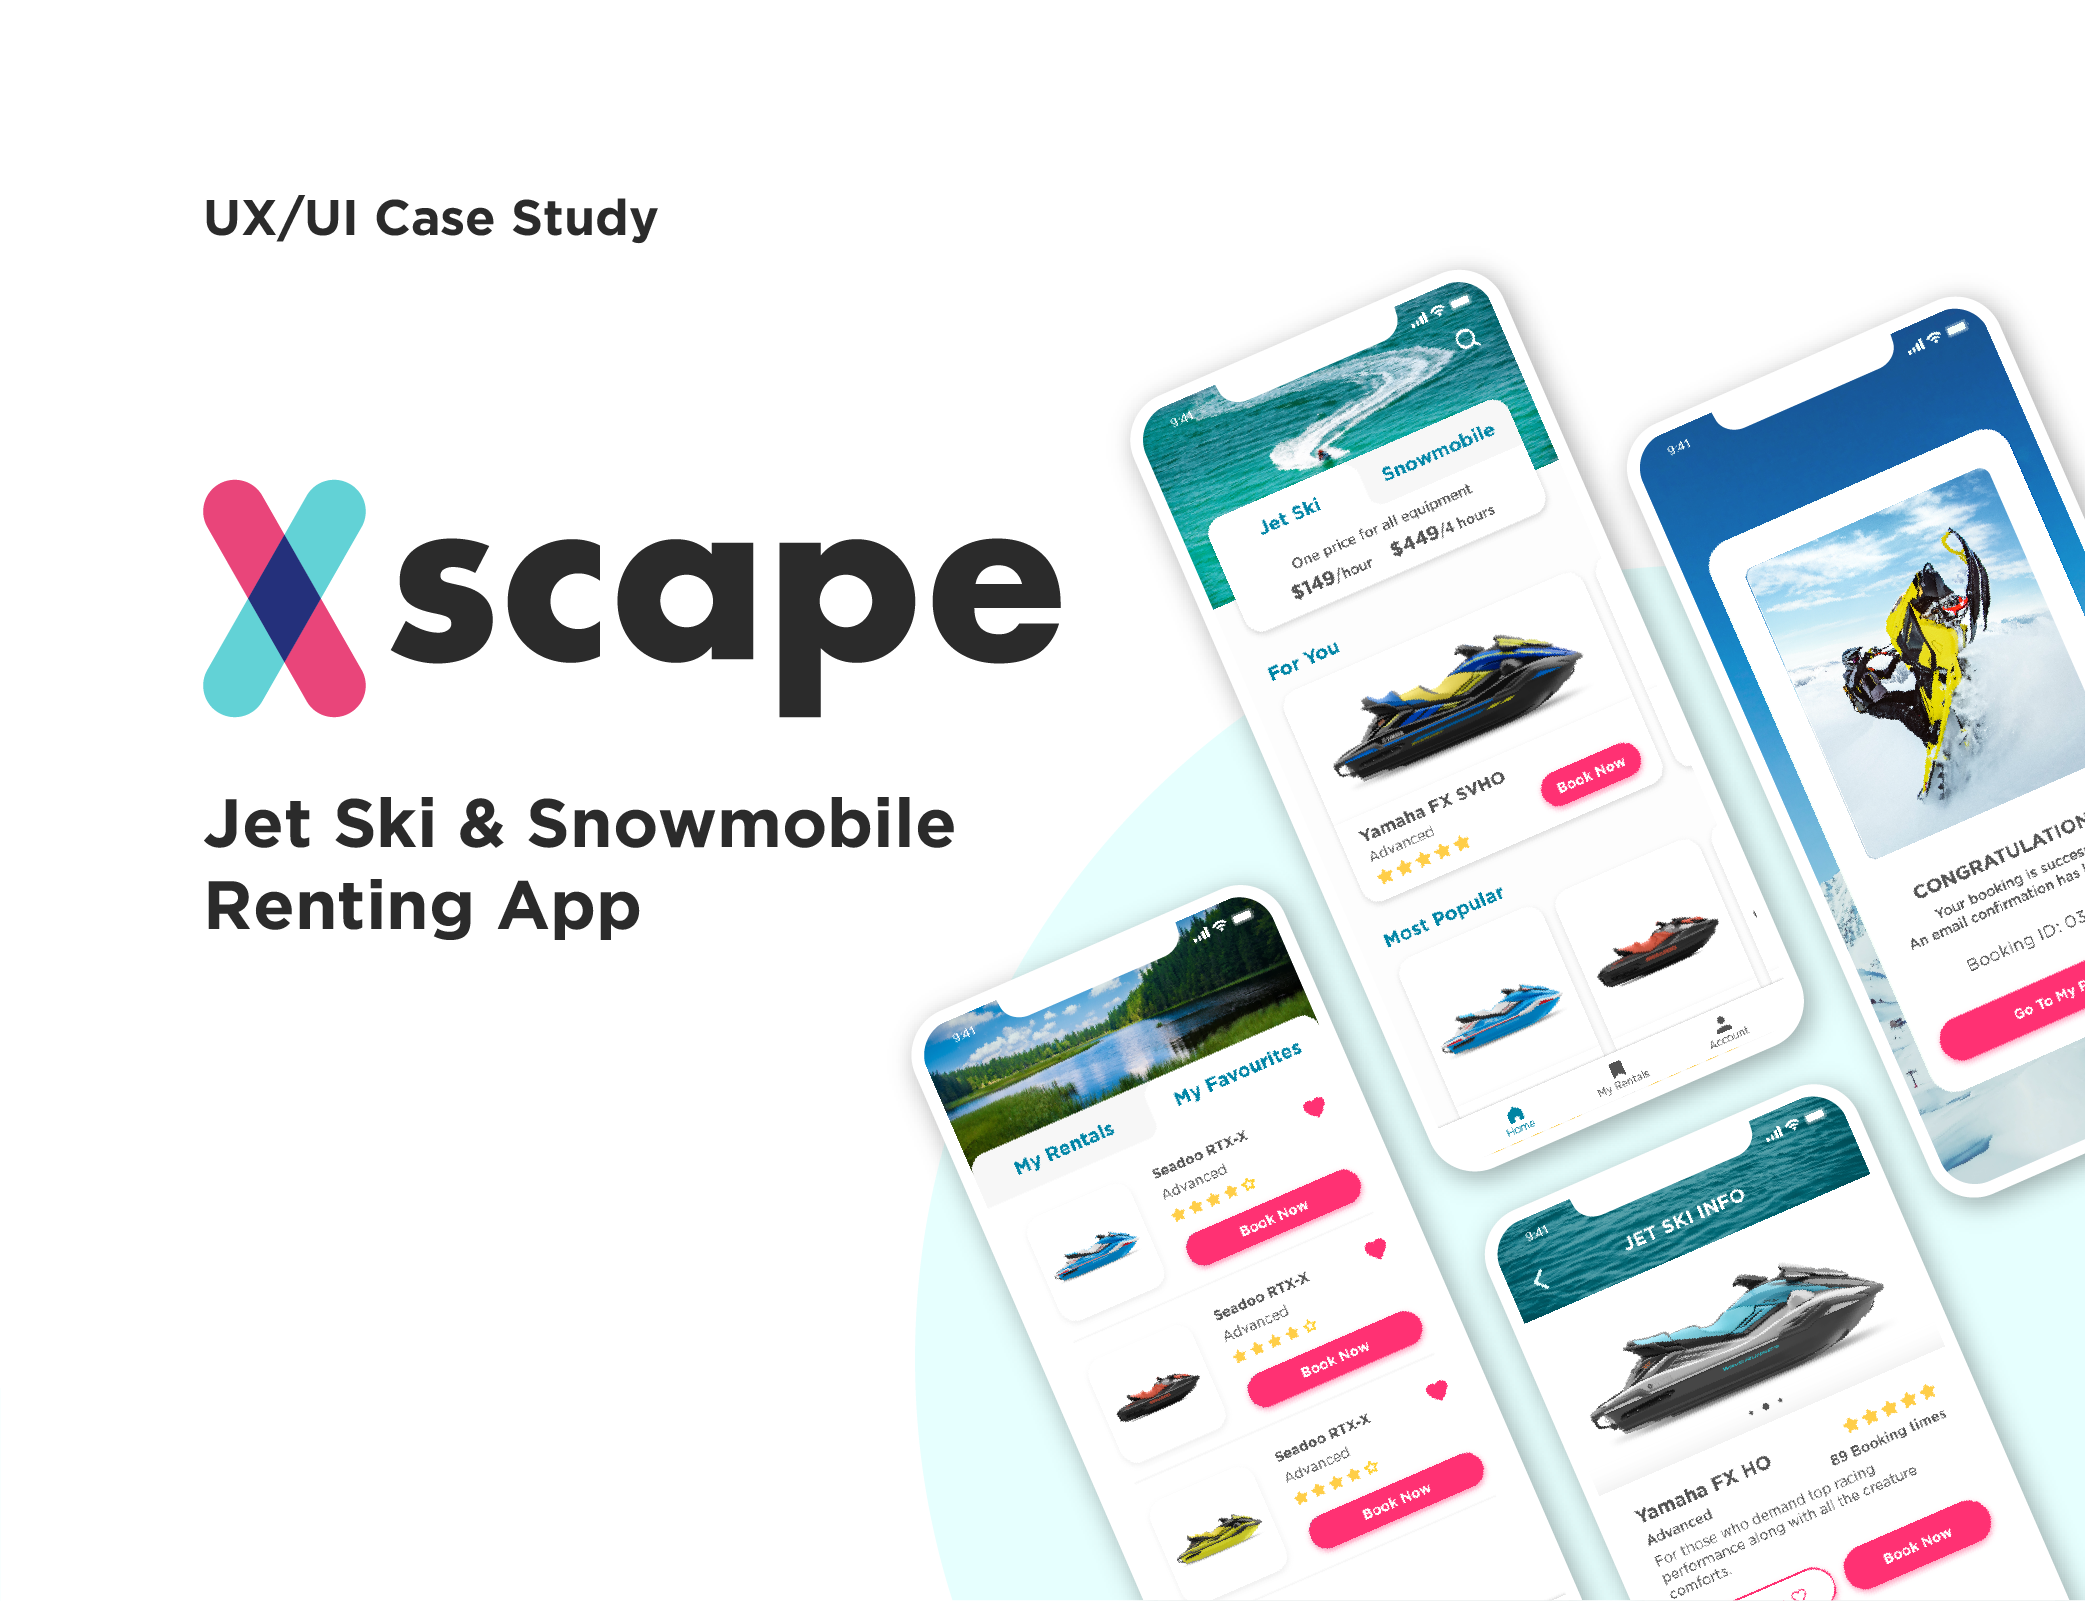 UX/UI Case Study
Xscape
Jet Ski & Snowmobile
Renting App
9:41
Jet Ski
Snowmobile
One price for all equipment
$149/hour $449/4 hours
For You
Yamaha FX SVHO
Advanced
Book Now
Most Popular
Home
My Rentals
Account
9:41
CONGRATULATION
Your booking is succes
An email confirmation has
Booking ID: 03
Go To My
9:41
My Rentals
My Favourites
Seadoo RTX-X
Advanced
Book Now
Seadoo RTX-X
Advanced
Book Now
Seadoo RTX-X
Advanced
Book Now
9:41
JET SKI INFO
Yamaha FX HO
89 Booking times
Advanced
For those who demand top racing
performance along with all the creature
comforts.
Book Now